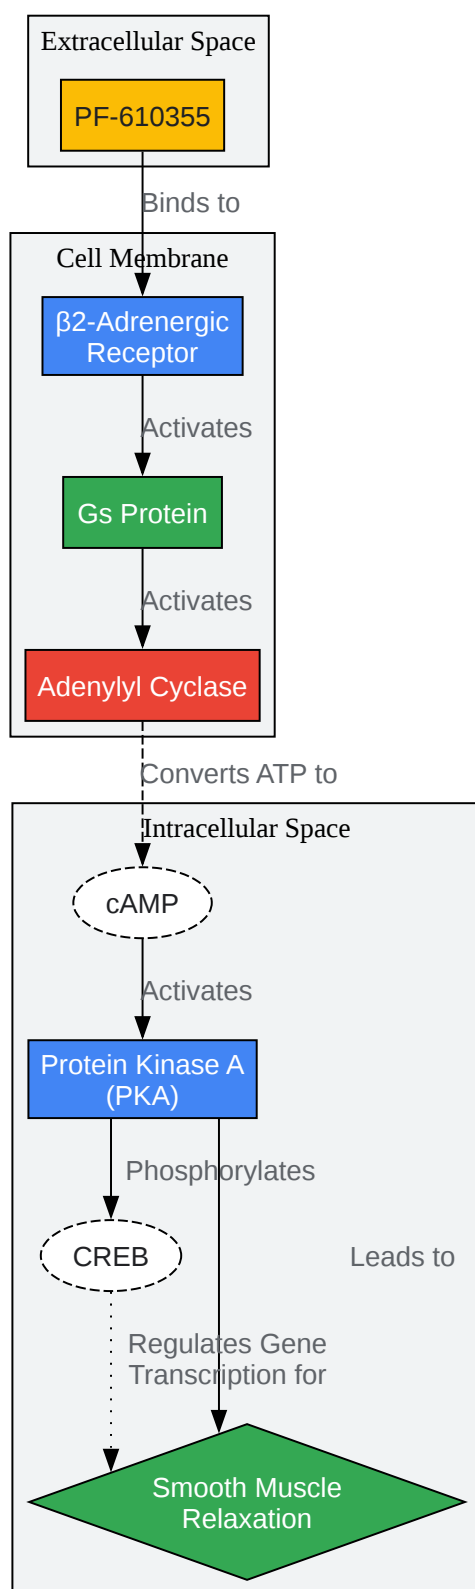 Extracellular Space
PF-610355
Binds to
Cell Membrane
β2-Adrenergic
Receptor
Activates
Gs Protein
Activates
Adenylyl Cyclase
Converts ATP to
Intracellular Space
cAMP
Activates
Protein Kinase A
(PKA)
Phosphorylates
CREB
Leads to
Regulates Gene
Transcription for
Smooth Muscle
Relaxation